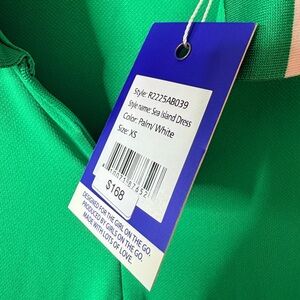 Style: R2225AB039
Style name: Sea Island Dress
Color: Palm/ White
Size: XS
$168
DESIGNED FOR THE GIRL ON THE GO.
PRODUCED BY GIRLS ON THE GO.
MADE WITH LOTS OF LOVE.